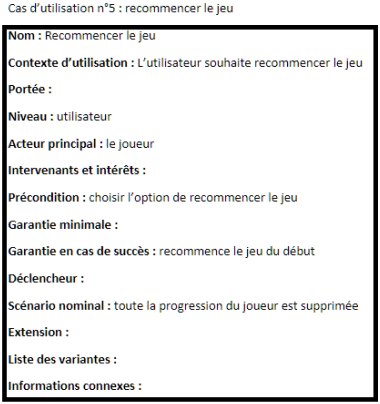 Cas d’utilisation n°5 : recommencer le jeu
Nom : Recommencer le jeu
Contexte d’utilisation : L’utilisateur souhaite recommencer le jeu
Portée :
Niveau : utilisateur
Acteur principal : le joueur
Intervenants et intérêts :
Précondition : choisir l’option de recommencer le jeu
Garantie minimale :
Garantie en cas de succès : recommence le jeu du début
Déclencheur :
Scénario nominal : toute la progression du joueur est supprimée
Extension :
Liste des variantes :
Informations connexes :